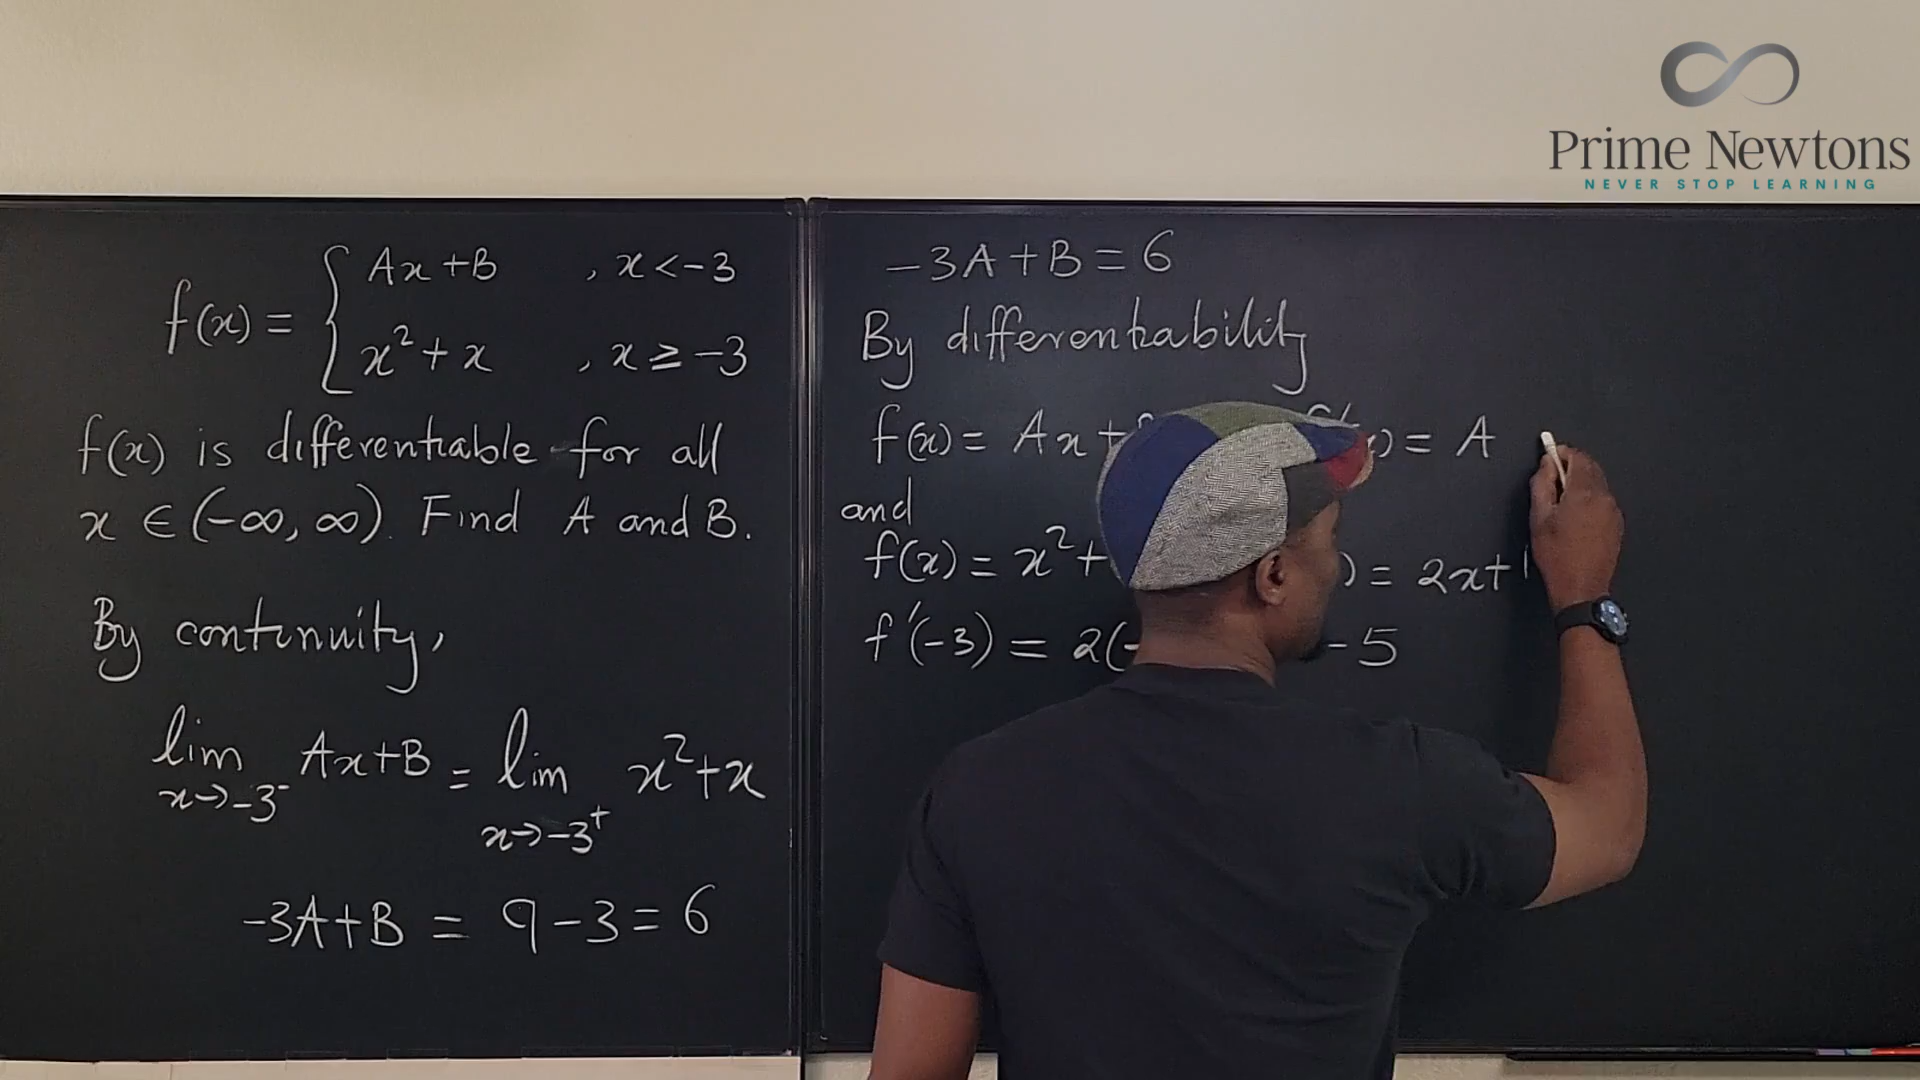 Prime Newtons
NEVER STOP LEARNING
f(x) = { Ax + B , x < -3
x² + x , x ≥ -3
f(x) is differentiable for all
x ∈ (-∞, ∞). Find A and B.
By continuity,
lim Ax+B = lim x²+x
x→-3⁻ x→-3⁺
-3A+B = 9-3 = 6
-3A+B = 6
By differentiability
f(x) = Ax + = A
and
f(x) = x² + ) = 2x+1
f'(-3) = 2(- -5